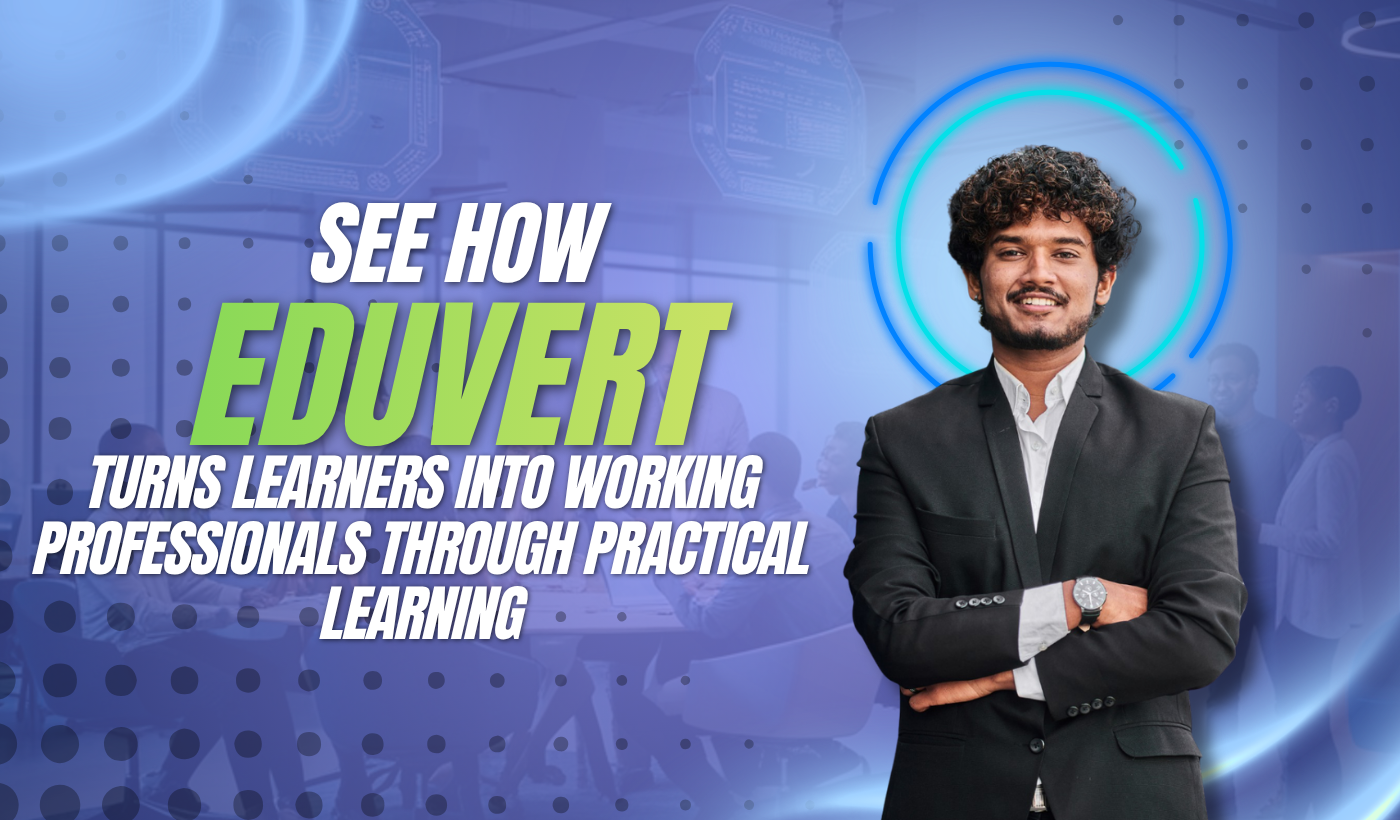 SEE HOW
EDUVERT
TURNS LEARNERS INTO WORKING
PROFESSIONALS THROUGH PRACTICAL
LEARNING